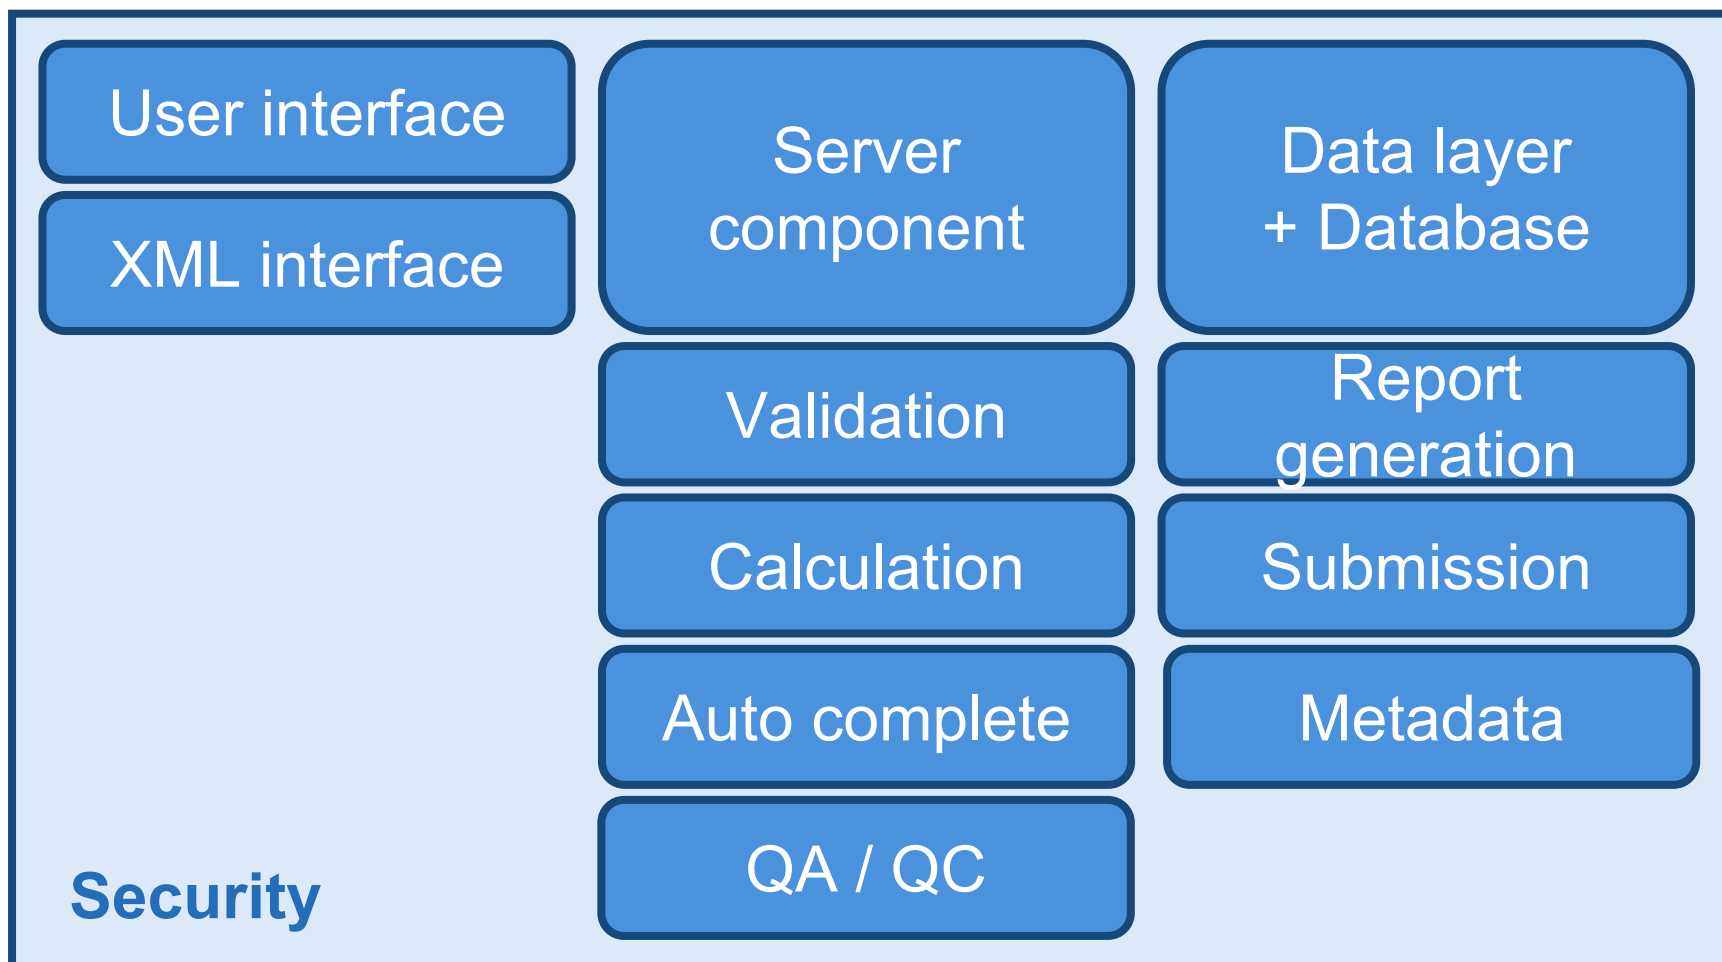 User interface
XML interface
Server
component
Data layer
+ Database
Validation
Report
generation
Calculation
Submission
Auto complete
Metadata
QA / QC
Security